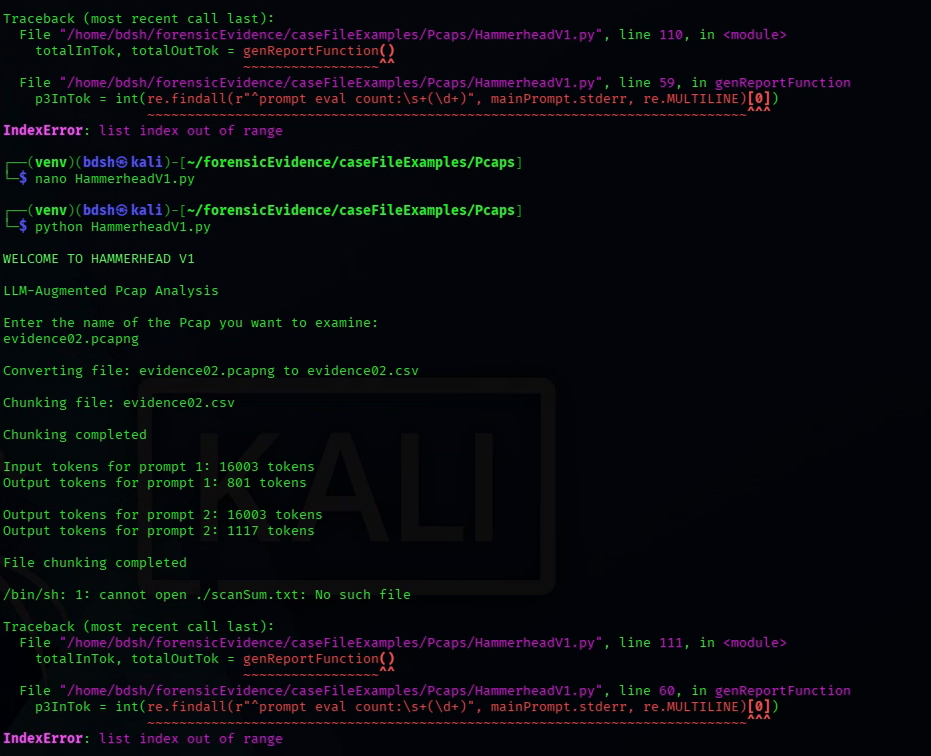 Traceback (most recent call last):
  File "/home/bdsh/forensicEvidence/caseFileExamples/Pcaps/HammerheadV1.py", line 110, in <module>
    totalInTok, totalOutTok = genReportFunction()
                              ~~~~~~~~~~~~~~~~~^^
  File "/home/bdsh/forensicEvidence/caseFileExamples/Pcaps/HammerheadV1.py", line 59, in genReportFunction
    p3InTok = int(re.findall(r"^prompt eval count:\s+(\d+)", mainPrompt.stderr, re.MULTILINE)[0])
                  ~~~~~~~~~~~~~~~~~~~~~~~~~~~~~~~~~~~~~~~~~~~~~~~~~~~~~~~~~~~~~~~~~~~~~~~~~~~^^^
IndexError: list index out of range
┌──(venv)(bdsh㉿kali)-[~/forensicEvidence/caseFileExamples/Pcaps]
└─$ nano HammerheadV1.py
┌──(venv)(bdsh㉿kali)-[~/forensicEvidence/caseFileExamples/Pcaps]
└─$ python HammerheadV1.py
WELCOME TO HAMMERHEAD V1
LLM-Augmented Pcap Analysis
Enter the name of the Pcap you want to examine:
evidence02.pcapng
Converting file: evidence02.pcapng to evidence02.csv
Chunking file: evidence02.csv
Chunking completed
Input tokens for prompt 1: 16003 tokens
Output tokens for prompt 1: 801 tokens
Output tokens for prompt 2: 16003 tokens
Output tokens for prompt 2: 1117 tokens
KALI
File chunking completed
/bin/sh: 1: cannot open ./scanSum.txt: No such file
Traceback (most recent call last):
  File "/home/bdsh/forensicEvidence/caseFileExamples/Pcaps/HammerheadV1.py", line 111, in <module>
    totalInTok, totalOutTok = genReportFunction()
                              ~~~~~~~~~~~~~~~~~^^
  File "/home/bdsh/forensicEvidence/caseFileExamples/Pcaps/HammerheadV1.py", line 60, in genReportFunction
    p3InTok = int(re.findall(r"^prompt eval count:\s+(\d+)", mainPrompt.stderr, re.MULTILINE)[0])
                  ~~~~~~~~~~~~~~~~~~~~~~~~~~~~~~~~~~~~~~~~~~~~~~~~~~~~~~~~~~~~~~~~~~~~~~~~~~~^^^
IndexError: list index out of range